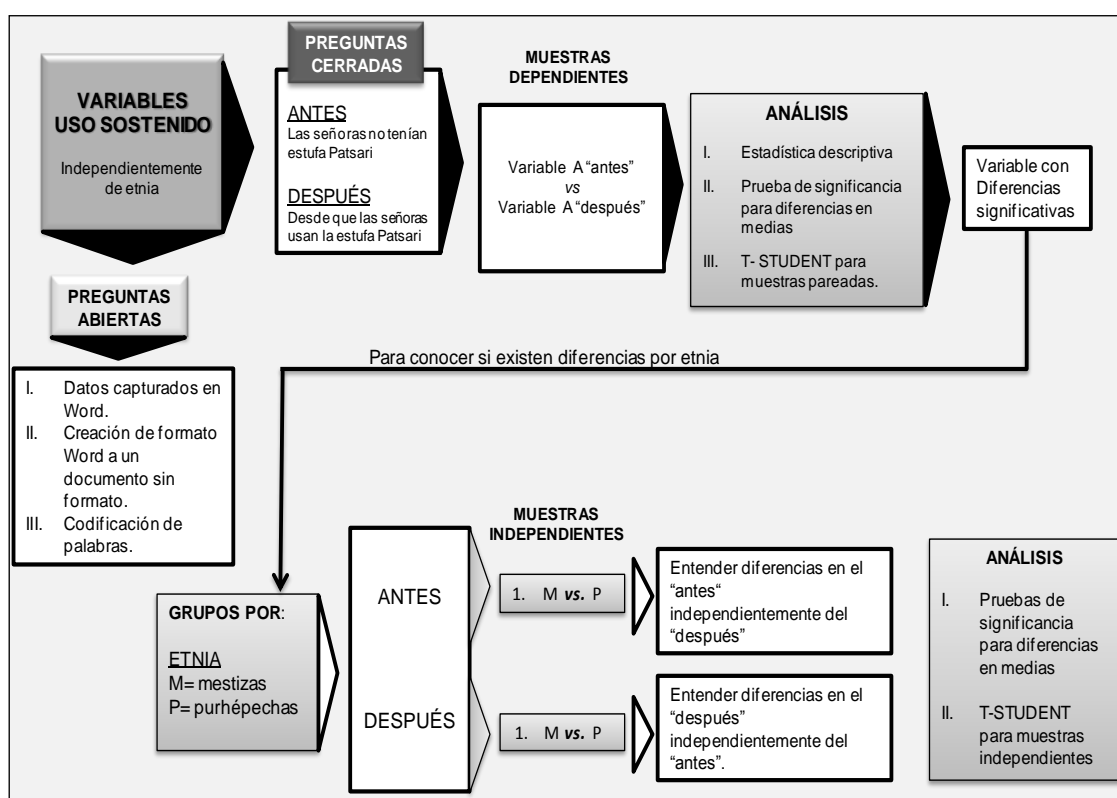 VARIABLES
USO SOSTENIDO
Independientemente
de etnia
PREGUNTAS
CERRADAS
ANTES
Las señoras no tenían
estufa Patsari
DESPUÉS
Desde que las señoras
usan la estufa Patsari
MUESTRAS
DEPENDIENTES
Variable A "antes"
vs
Variable A "después"
ANÁLISIS
I. Estadística descriptiva
II. Prueba de significancia
para diferencias en
medias
III. T- STUDENT para
muestras pareadas.
Variable con
Diferencias
significativas
PREGUNTAS
ABIERTAS
I. Datos capturados en
Word.
II. Creación de formato
Word a un
documento sin
formato.
III. Codificación de
palabras.
Para conocer si existen diferencias por etnia
GRUPOS POR:
ETNIA
M= mestizas
P= purhépechas
ANTES
DESPUÉS
MUESTRAS
INDEPENDIENTES
1. M vs. P
1. M vs. P
Entender diferencias en el
"antes"
independientemente del
"después"
Entender diferencias en el
"después"
independientemente del
"antes".
ANÁLISIS
I. Pruebas de
significancia
para diferencias
en medias
II. T-STUDENT
para muestras
independientes